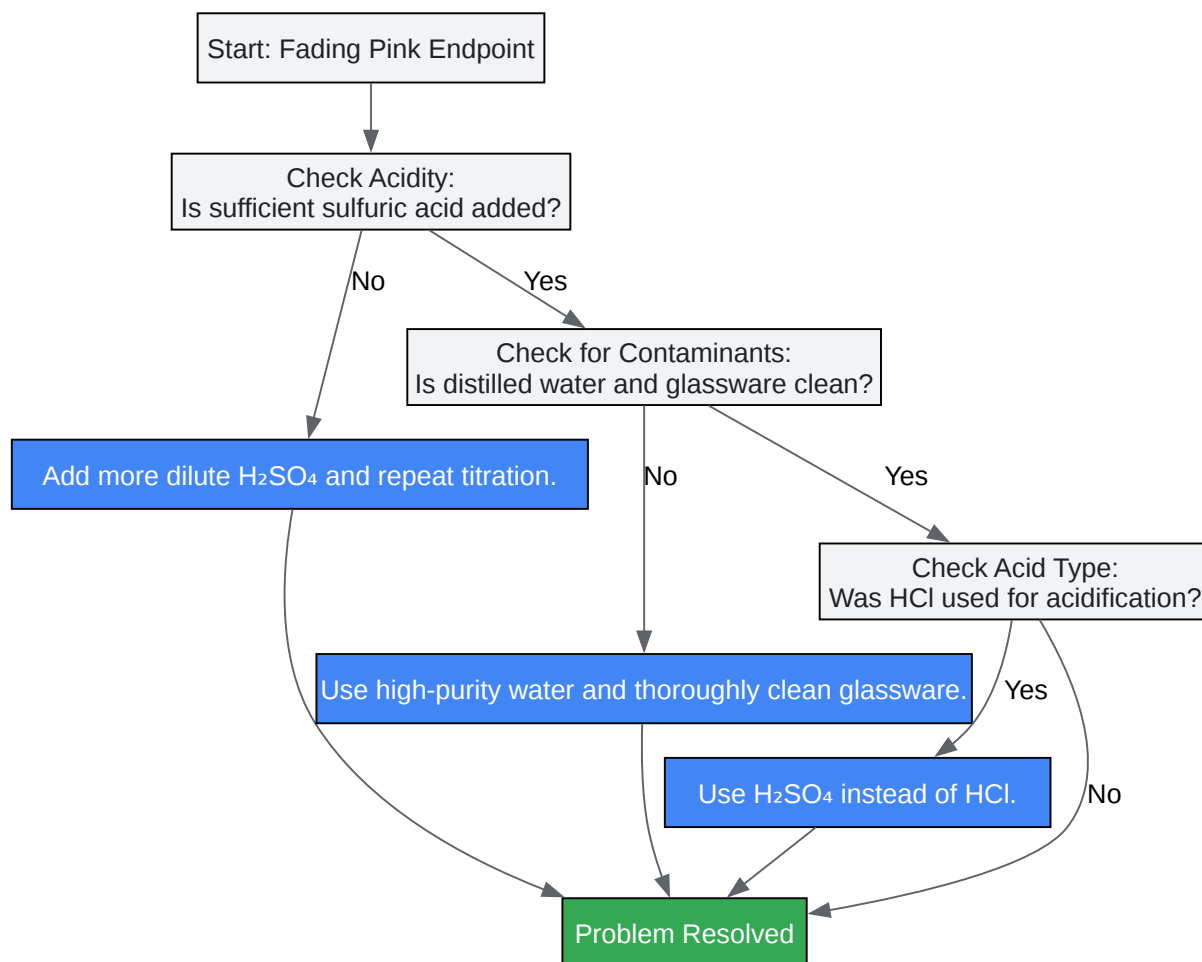 Start: Fading Pink Endpoint
Check Acidity:
Is sufficient sulfuric acid added?
No
Yes
Check for Contaminants:
Is distilled water and glassware clean?
Add more dilute H₂SO₄ and repeat titration.
No
Yes
Check Acid Type:
Was HCl used for acidification?
Use high-purity water and thoroughly clean glassware.
Yes
Use H₂SO₄ instead of HCl.
No
Problem Resolved